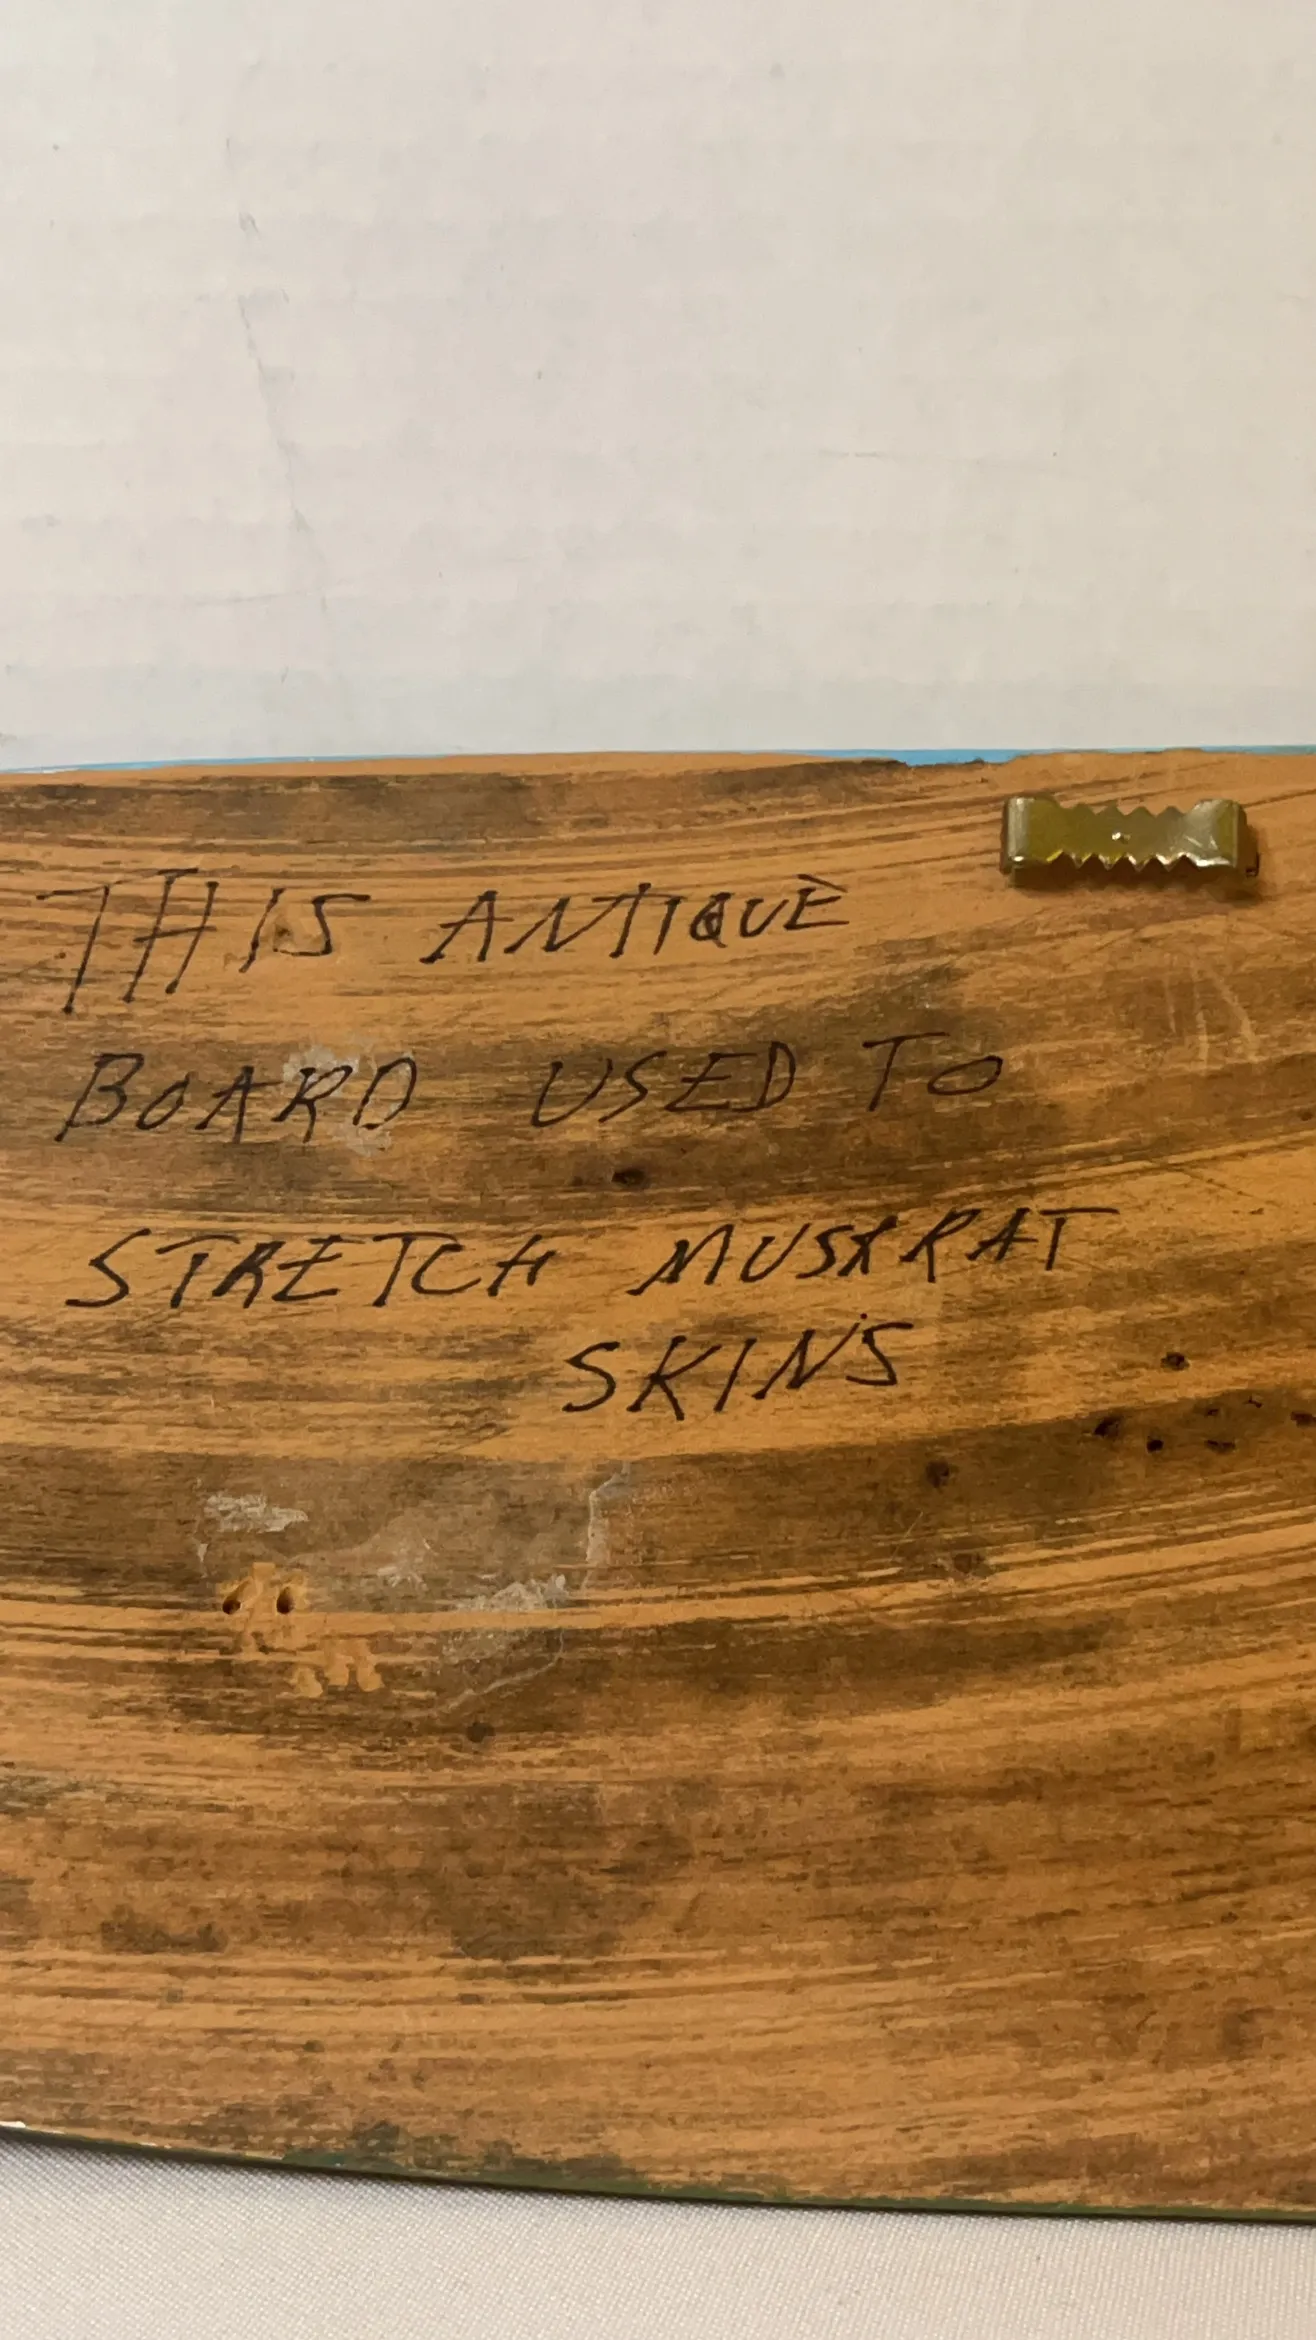 THIS ANTIQUE
BOARD USED TO
STRETCH MUSKRAT
SKINS